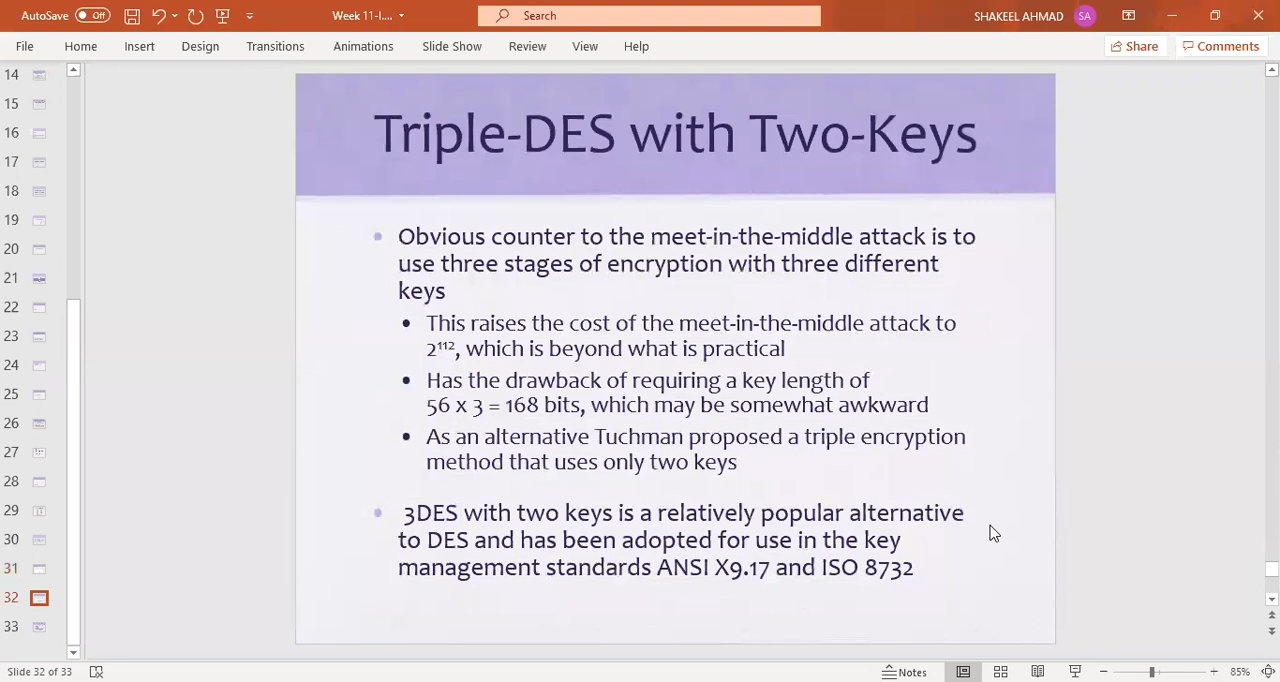 AutoSave Off Week 11-I... Search SHAKEEL AHMAD SA
File Home Insert Design Transitions Animations Slide Show Review View Help Share Comments
14
15
16
17
18
19
20
21
22
23
24
25
26
27
28
29
30
31
32
33
Triple-DES with Two-Keys
Obvious counter to the meet-in-the-middle attack is to
use three stages of encryption with three different
keys
• This raises the cost of the meet-in-the-middle attack to
2¹¹², which is beyond what is practical
• Has the drawback of requiring a key length of
56 x 3 = 168 bits, which may be somewhat awkward
• As an alternative Tuchman proposed a triple encryption
method that uses only two keys
3DES with two keys is a relatively popular alternative
to DES and has been adopted for use in the key
management standards ANSI X9.17 and ISO 8732
Slide 32 of 33 Notes 85%